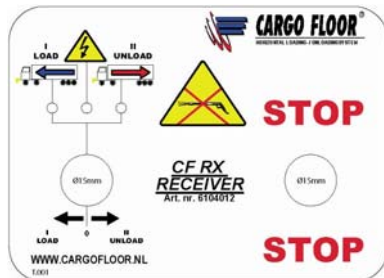 CARGO FLOOR®
HORIZONTAL LOADING- / UNLOADING SYSTEM
I
LOAD
II
UNLOAD
STOP
CF RX
RECEIVER
Art. nr. 6104012
Ø15mm
Ø15mm
I
LOAD
0
II
UNLOAD
STOP
WWW.CARGOFLOOR.NL
T.001